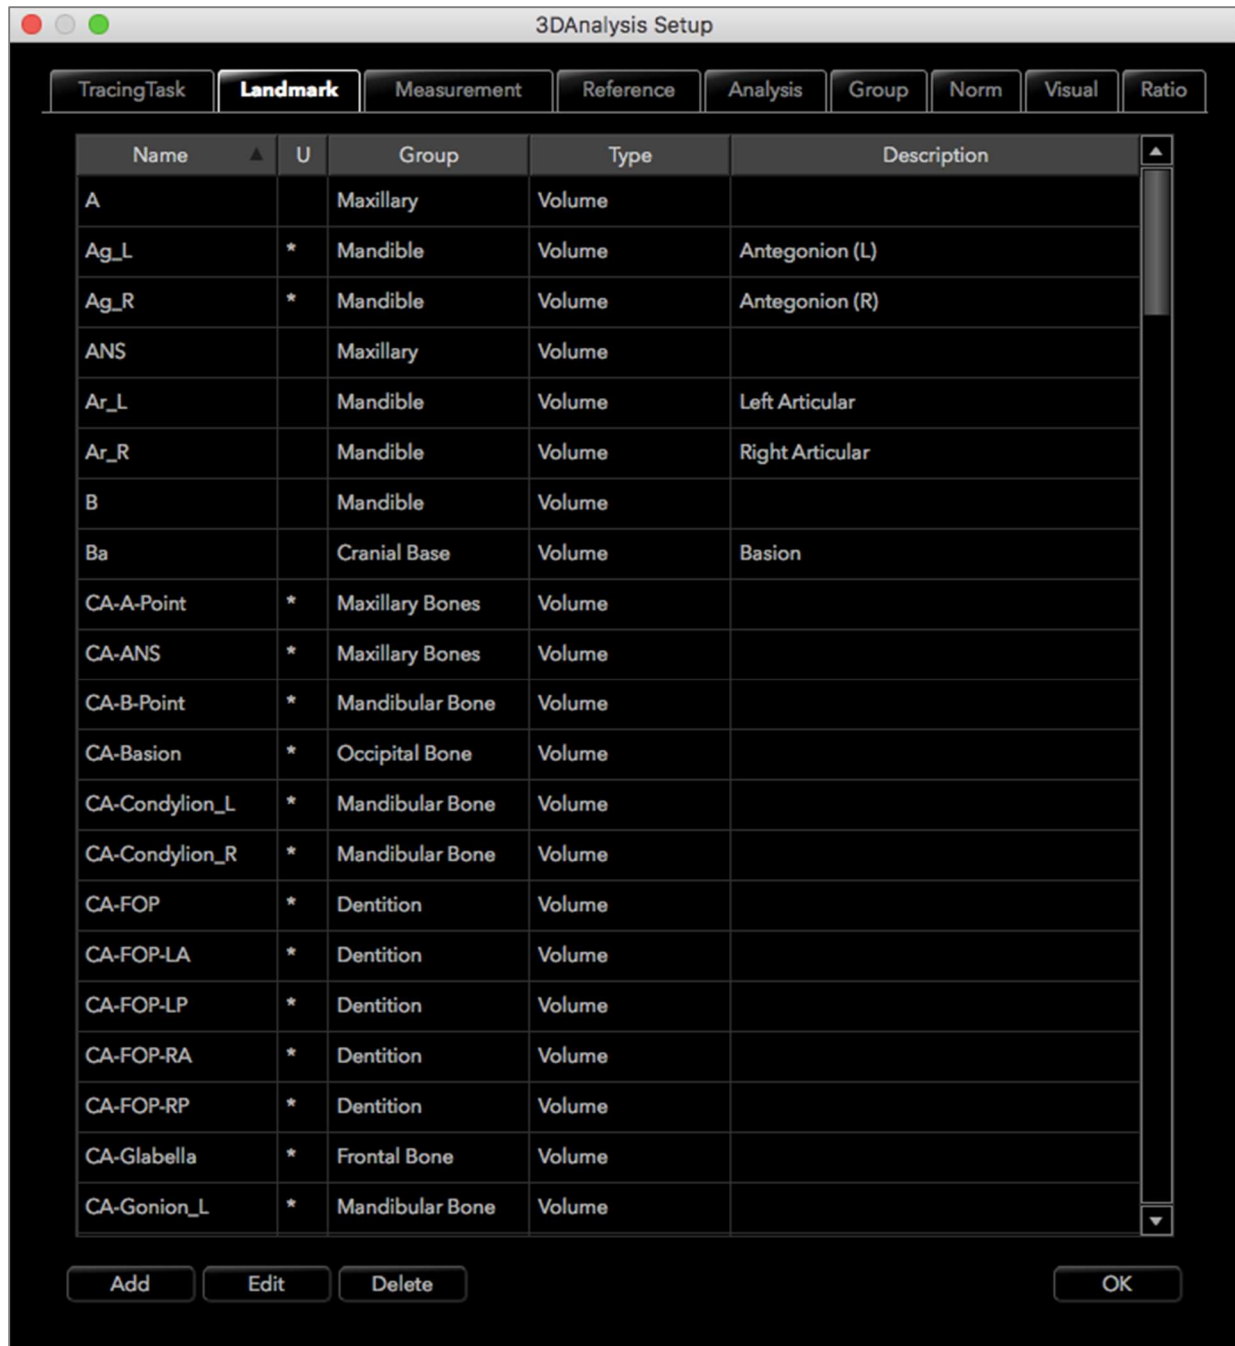 3DAnalysis Setup
TracingTask Landmark Measurement Reference Analysis Group Norm Visual Ratio
Name ▲ U Group Type Description
A Maxillary Volume
Ag_L * Mandible Volume Antegonion (L)
Ag_R * Mandible Volume Antegonion (R)
ANS Maxillary Volume
Ar_L Mandible Volume Left Articular
Ar_R Mandible Volume Right Articular
B Mandible Volume
Ba Cranial Base Volume Basion
CA-A-Point * Maxillary Bones Volume
CA-ANS * Maxillary Bones Volume
CA-B-Point * Mandibular Bone Volume
CA-Basion * Occipital Bone Volume
CA-Condylion_L * Mandibular Bone Volume
CA-Condylion_R * Mandibular Bone Volume
CA-FOP * Dentition Volume
CA-FOP-LA * Dentition Volume
CA-FOP-LP * Dentition Volume
CA-FOP-RA * Dentition Volume
CA-FOP-RP * Dentition Volume
CA-Glabella * Frontal Bone Volume
CA-Gonion_L * Mandibular Bone Volume
Add Edit Delete OK